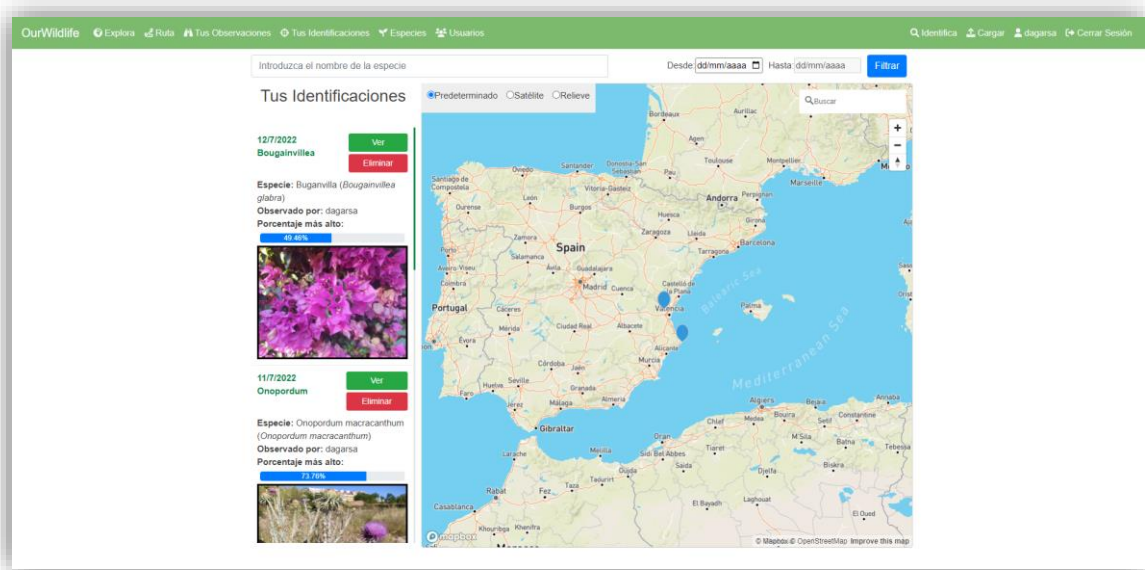 OurWildlife Explora Ruta Tus Observaciones Tus Identificaciones Especies Usuarios Identifica Cargar dagarsa Cerrar Sesión
Introduzca el nombre de la especie Desde: dd/mm/aaaa Hasta: dd/mm/aaaa Filtrar
Tus Identificaciones
12/7/2022 Ver
Bougainvillea Eliminar
Especie: Buganvilla (Bougainvillea
glabra)
Observado por: dagarsa
Porcentaje más alto:
49.46%
11/7/2022 Ver
Onopordum Eliminar
Especie: Onopordum macracanthum
(Onopordum macracanthum)
Observado por: dagarsa
Porcentaje más alto:
73.76%
Predeterminado Satélite Relieve
Buscar
Bordeaux Aurillac
Agen
Toulouse Montpellier
Oviedo Santander Donostia-San
Sebastian Pau
Marseille
Santiago de
Compostela
Vitoria-Gasteiz
León Andorra Perpignan
Ourense Burgos Huesca Girona
Zaragoza Lleida
Zamora Barcelona
Porto Spain Tarragona
Salamanca
Aveiro Viseu Ávila Guadalajara
Coimbra Madrid Cuenca Castelló de
la Plana
Balearic Sea
Portugal Cáceres Valencia Palma
Mérida Ciudad Real Albacete
Évora
Alicante
Córdoba Jaén Murcia
Mediterranean Sea
Huelva Seville Granada
Faro Jerez Málaga Almería
Algiers Bejaia Annaba
Gibraltar Chlef Medea Bouira Setif Constantine
Oran
Larache Melilla Sidi Bel Abbes Tiaret M'Sila Batna Tebessa
Oujda Saida Djelfa Biskra
Rabat Fez Taza Taourirt
Casablanca El Bayadh Laghouat
El Oued
Khouribga Khenifra
mapbox
© Mapbox © OpenStreetMap Improve this map